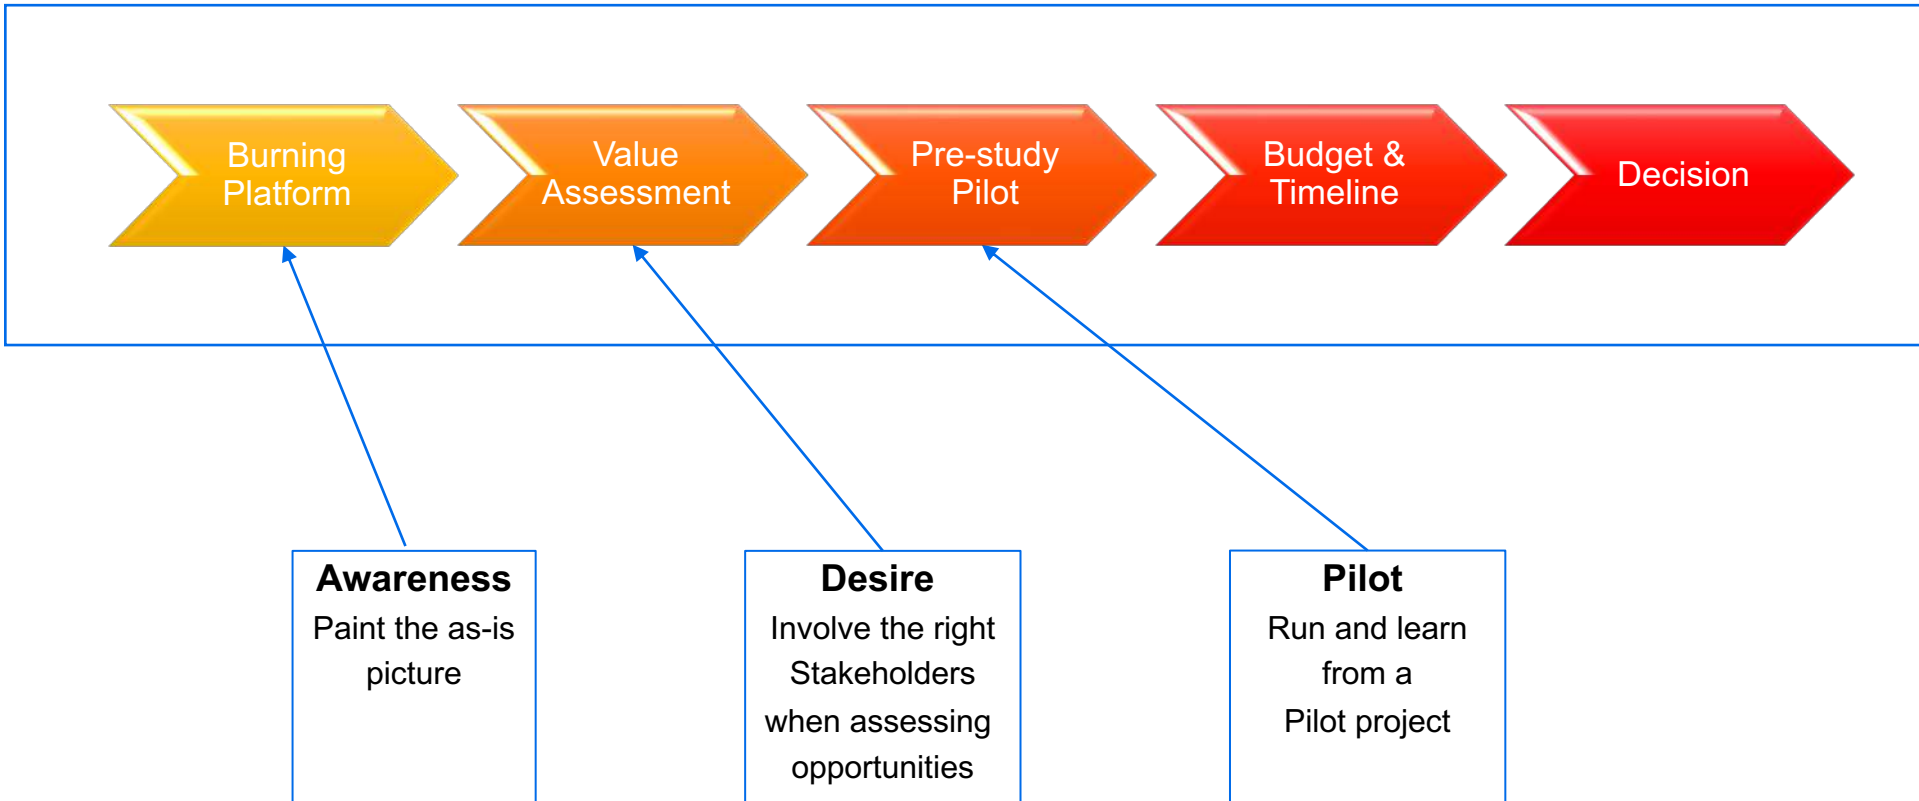 Burning
Platform
Value
Assessment
Pre-study
Pilot
Budget &
Timeline
Decision
Awareness
Paint the as-is
picture
Desire
Involve the right
Stakeholders
when assessing
opportunities
Pilot
Run and learn
from a
Pilot project